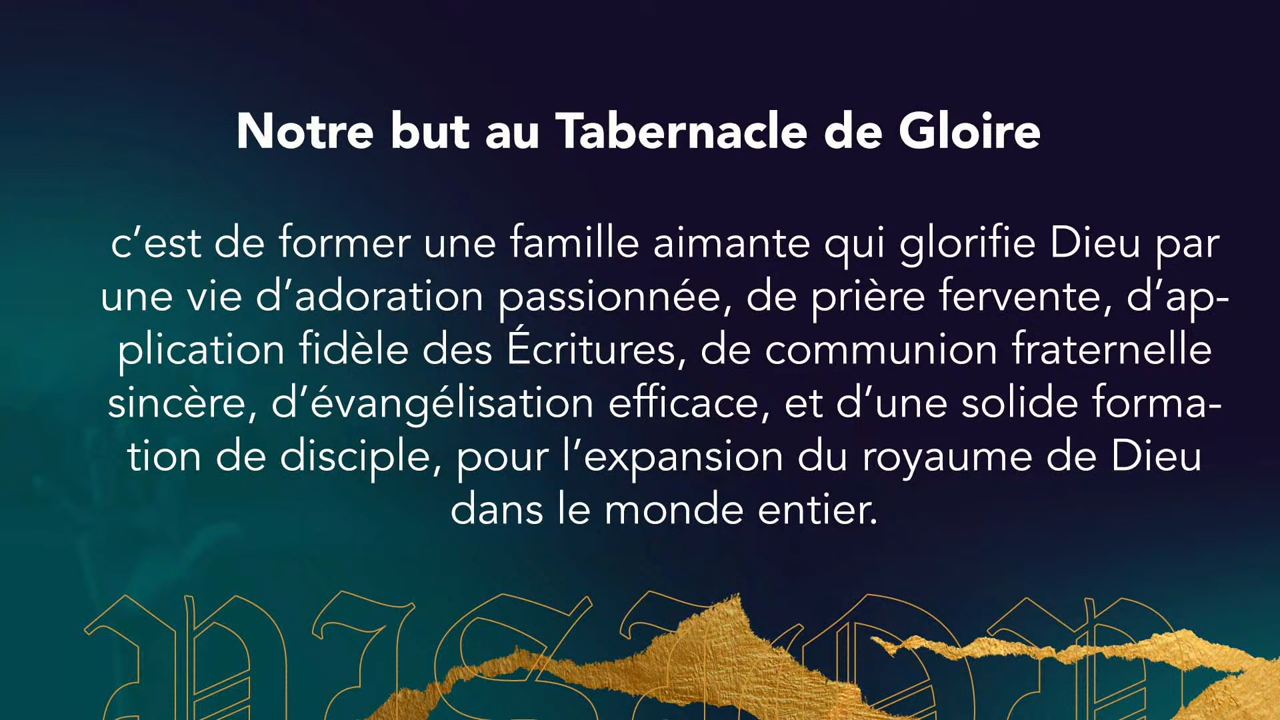 Notre but au Tabernacle de Gloire
c’est de former une famille aimante qui glorifie Dieu par
une vie d’adoration passionnée, de prière fervente, d’ap-
plication fidèle des Écritures, de communion fraternelle
sincère, d’évangélisation efficace, et d’une solide forma-
tion de disciple, pour l’expansion du royaume de Dieu
dans le monde entier.
VISION